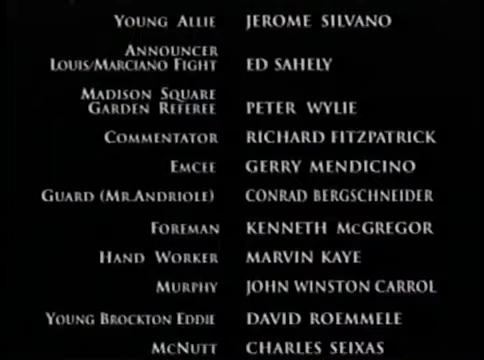 YOUNG ALLIE JEROME SILVANO
ANNOUNCER
LOUIS/MARCIANO FIGHT ED SAHELY
MADISON SQUARE
GARDEN REFEREE PETER WYLIE
COMMENTATOR RICHARD FITZPATRICK
EMCEE GERRY MENDICINO
GUARD (MR.ANDRIOLE) CONRAD BERGSCHNEIDER
FOREMAN KENNETH MCGREGOR
HAND WORKER MARVIN KAYE
MURPHY JOHN WINSTON CARROL
YOUNG BROCKTON EDDIE DAVID ROEMMELE
MCNUTT CHARLES SEIXAS